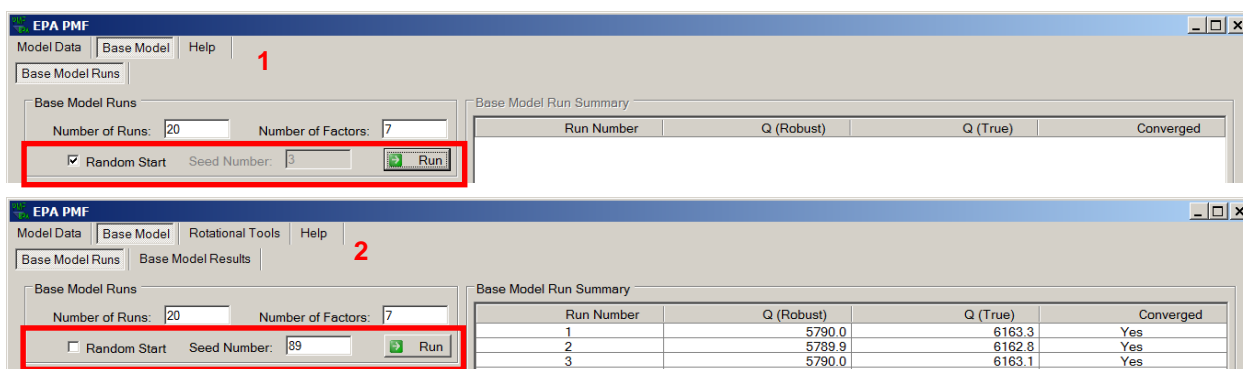 EPA PMF
Model Data Base Model Help
1
Base Model Runs
Base Model Runs
Base Model Run Summary
Number of Runs: 20 Number of Factors: 7
Run Number Q (Robust) Q (True) Converged
Random Start Seed Number: 3 Run
EPA PMF
Model Data Base Model Rotational Tools Help
2
Base Model Runs Base Model Results
Base Model Runs
Base Model Run Summary
Number of Runs: 20 Number of Factors: 7
Run Number Q (Robust) Q (True) Converged
1 5790.0 6163.3 Yes
Random Start Seed Number: 89 Run
2 5789.9 6162.8 Yes
3 5790.0 6163.1 Yes